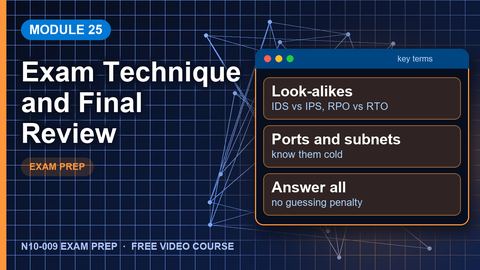 MODULE 25
Exam Technique
and Final
Review
EXAM PREP
N10-009 EXAM PREP · FREE VIDEO COURSE
key terms
Look-alikes
IDS vs IPS, RPO vs RTO
Ports and subnets
know them cold
Answer all
no guessing penalty